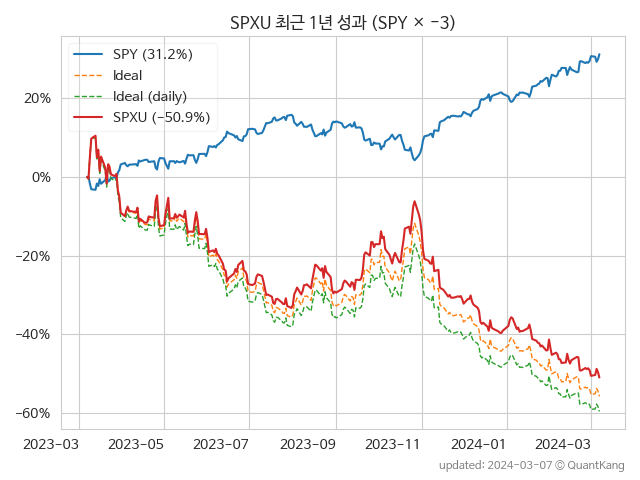 SPXU 최근 1년 성과 (SPY × −3)
SPY (31.2%)
Ideal
Ideal (daily)
SPXU (−50.9%)
20%
0%
−20%
−40%
−60%
2023-03 2023-05 2023-07 2023-09 2023-11 2024-01 2024-03
updated: 2024-03-07 © QuantKang